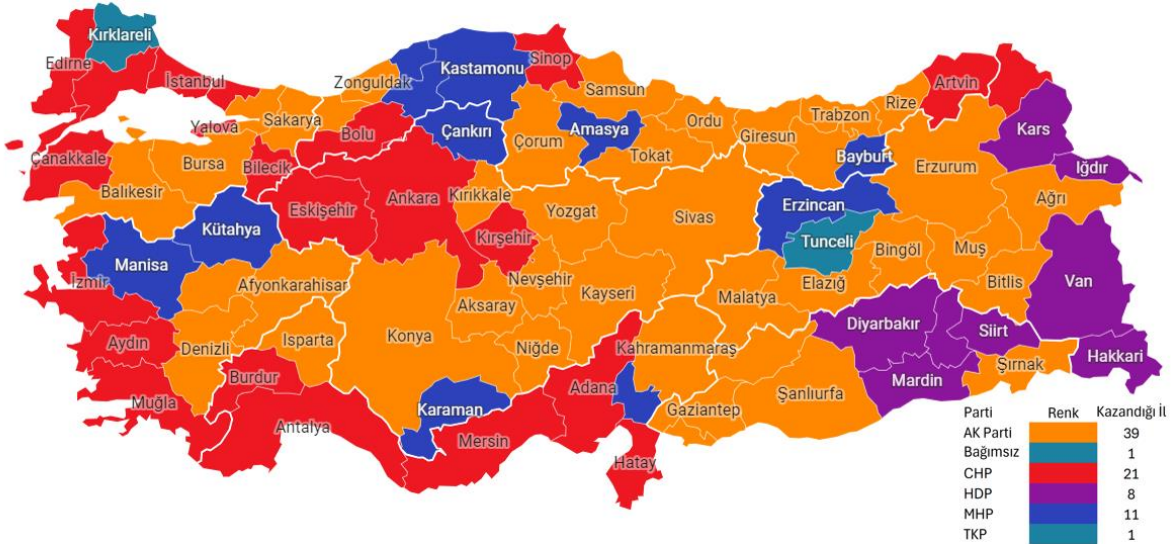 Kırklareli
Edirne
İstanbul
Zonguldak
Kastamonu
Sinop
Samsun
Artvin
Yalova
Sakarya
Bolu
Çankırı
Çorum
Amasya
Ordu
Giresun
Trabzon
Rize
Kars
Çanakkale
Bursa
Bilecik
Tokat
Bayburt
Erzurum
Iğdır
Balıkesir
Eskişehir
Ankara
Kırıkkale
Yozgat
Sivas
Erzincan
Ağrı
Kütahya
Kırşehir
Tunceli
Bingöl
Muş
Manisa
İzmir
Afyonkarahisar
Nevşehir
Kayseri
Malatya
Elazığ
Bitlis
Van
Aksaray
Aydın
Denizli
Isparta
Konya
Niğde
Kahramanmaraş
Diyarbakır
Siirt
Hakkari
Burdur
Muğla
Antalya
Karaman
Mersin
Adana
Gaziantep
Şanlıurfa
Mardin
Şırnak
Hatay
Parti Renk Kazandığı İl
AK Parti 39
Bağımsız 1
CHP 21
HDP 8
MHP 11
TKP 1